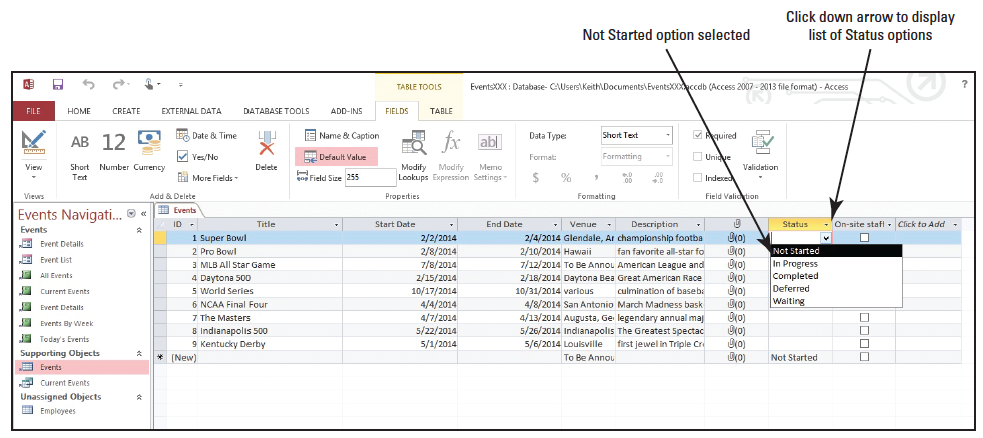 Click down arrow to display
list of Status options
Not Started option selected
TABLE TOOLS
EventsXXX : Database- C:\Users\Keith\Documents\EventsXXX.accdb (Access 2007 - 2013 file format) - Access
?
FILE HOME CREATE EXTERNAL DATA DATABASE TOOLS ADD-INS FIELDS TABLE
View
Views
AB Short Text
12 Number
Currency
Date & Time
Yes/No
More Fields
Delete
Add & Delete
Name & Caption
Default Value
Field Size 255
Modify Lookups
fx Modify Expression
ab Memo Settings
Properties
Data Type: Short Text
Format: Formatting
$ % , .00 .00
Formatting
Required
Unique
Indexed
Validation
Field Validation
Events Navigati... «
Events
Event Details
Event List
All Events
Current Events
Event Details
Events By Week
Today's Events
Supporting Objects
Events
Current Events
Unassigned Objects
Employees
Events
ID Title Start Date End Date Venue Description Status On-site staff Click to Add
1 Super Bowl 2/2/2014 2/4/2014 Glendale, Ar championship footba (0)
2 Pro Bowl 2/8/2014 2/10/2014 Hawaii fan favorite all-star fo (0)
3 MLB All Star Game 7/8/2014 7/12/2014 To Be Annou American League and (0)
4 Daytona 500 2/15/2014 2/18/2014 Daytona Bea Great American Race (0)
5 World Series 10/17/2014 10/31/2014 various culmination of baseba (0)
6 NCAA Final Four 4/4/2014 4/8/2014 San Antonio March Madness bask (0)
7 The Masters 4/7/2014 4/13/2014 Augusta, Geo legendary annual maj (0)
8 Indianapolis 500 5/22/2014 5/26/2014 Indianapolis The Greatest Spectac (0)
9 Kentucky Derby 5/1/2014 5/6/2014 Louisville first jewel in Triple Cr (0)
* (New) To Be Annou (0) Not Started
Not Started
In Progress
Completed
Deferred
Waiting